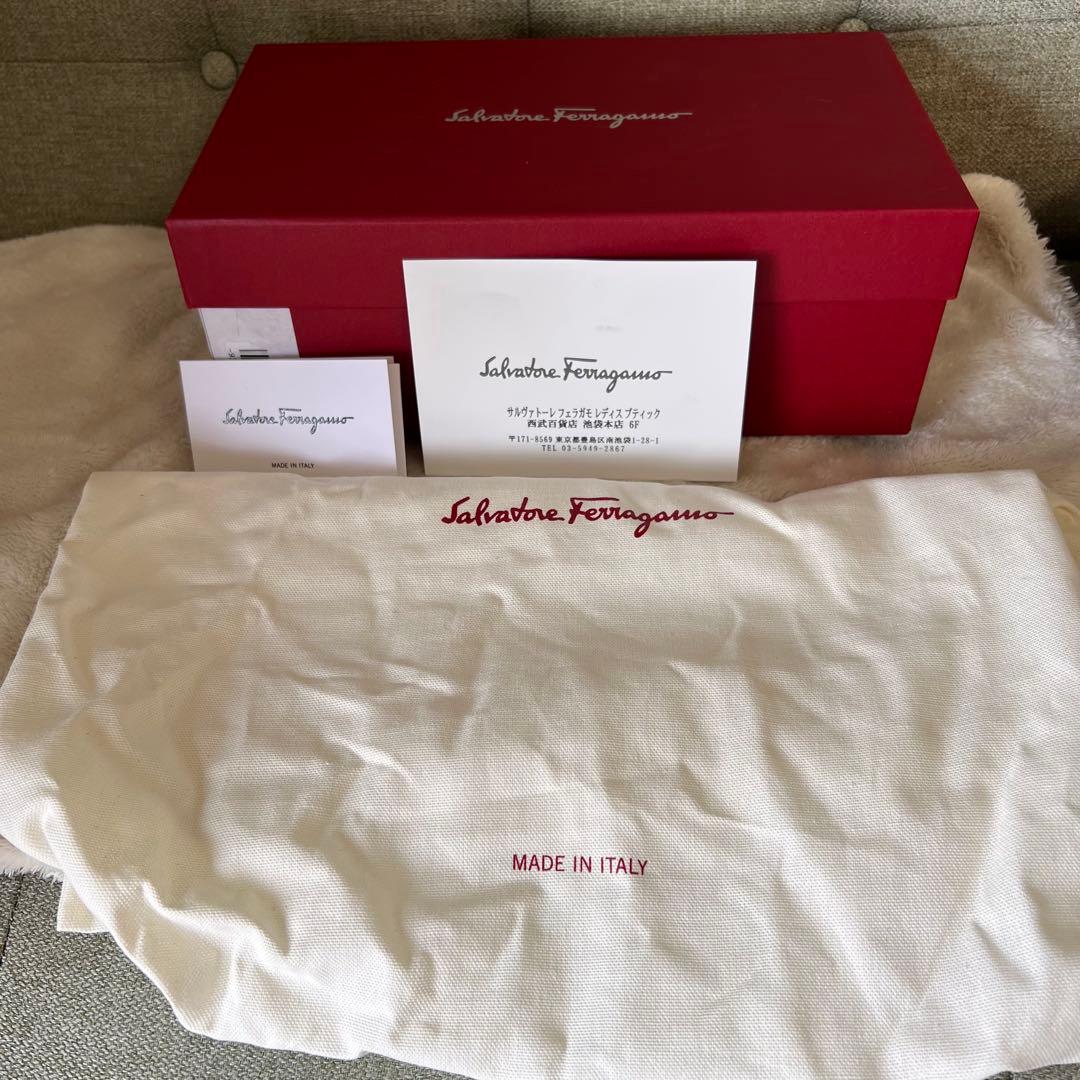 Salvatore Ferragamo
Salvatore Ferragamo
サルヴァトーレ フェラガモ レディス ブティック
西武百貨店 池袋本店 6F
〒171-8569 東京都豊島区南池袋1-28-1
TEL 03-5949-2867
Salvatore Ferragamo
MADE IN ITALY
Salvatore Ferragamo
MADE IN ITALY